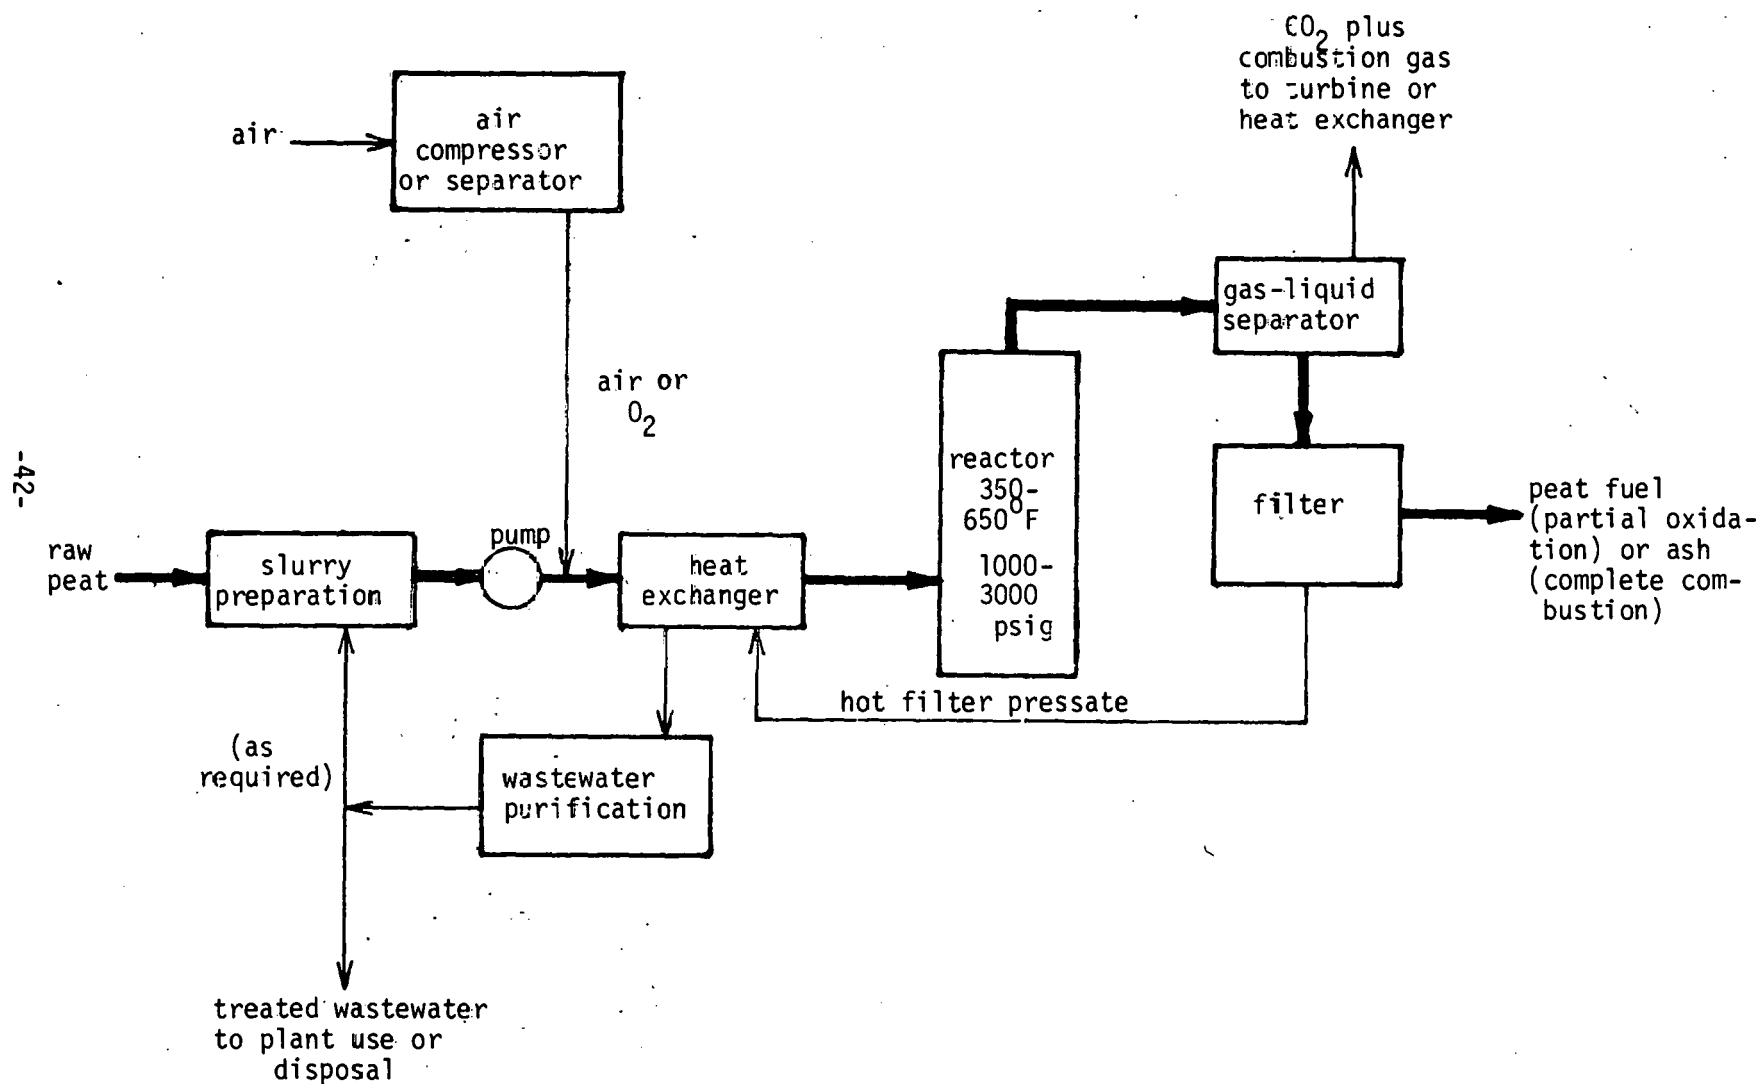 CO2 plus
combustion gas
to turbine or
heat exchanger
air
air
compressor
or separator
gas-liquid
separator
air or
O2
-42-
reactor
350-
650°F
1000-
3000
psig
filter
peat fuel
(partial oxida-
tion) or ash
(complete com-
bustion)
raw
peat
slurry
preparation
pump
heat
exchanger
hot filter pressate
(as
required)
wastewater
purification
treated wastewater
to plant use or
disposal